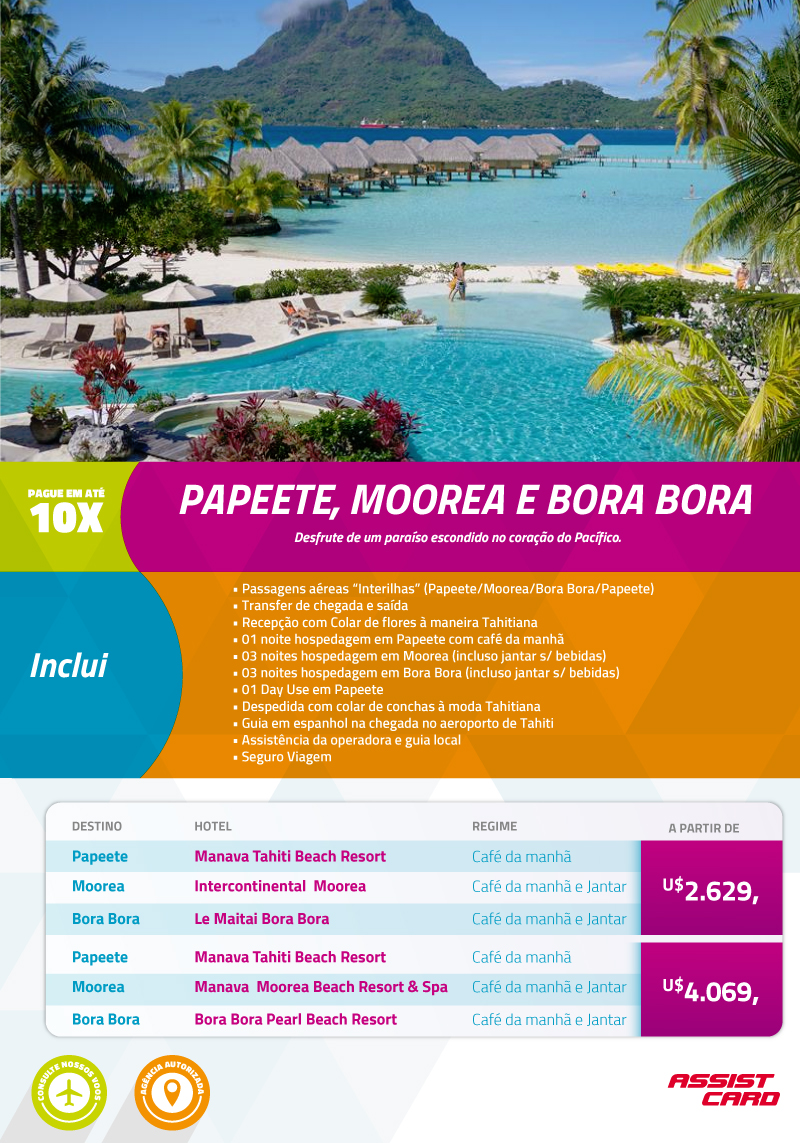 PAGUE EM ATÉ
10X
PAPEETE, MOOREA E BORA BORA
Desfrute de um paraíso escondido no coração do Pacífico.
Inclui
• Passagens aéreas “Interilhas” (Papeete/Moorea/Bora Bora/Papeete)
• Transfer de chegada e saída
• Recepção com Colar de flores à maneira Tahitiana
• 01 noite hospedagem em Papeete com café da manhã
• 03 noites hospedagem em Moorea (incluso jantar s/ bebidas)
• 03 noites hospedagem em Bora Bora (incluso jantar s/ bebidas)
• 01 Day Use em Papeete
• Despedida com colar de conchas à moda Tahitiana
• Guia em espanhol na chegada no aeroporto de Tahiti
• Assistência da operadora e guia local
• Seguro Viagem
DESTINO HOTEL REGIME A PARTIR DE
Papeete Manava Tahiti Beach Resort Café da manhã
Moorea Intercontinental Moorea Café da manhã e Jantar
U$2.629,
Bora Bora Le Maitai Bora Bora Café da manhã e Jantar
Papeete Manava Tahiti Beach Resort Café da manhã
Moorea Manava Moorea Beach Resort & Spa Café da manhã e Jantar
U$4.069,
Bora Bora Bora Bora Pearl Beach Resort Café da manhã e Jantar
CONSULTE NOSSOS VOOS
AGÊNCIA AUTORIZADA
ASSIST
CARD